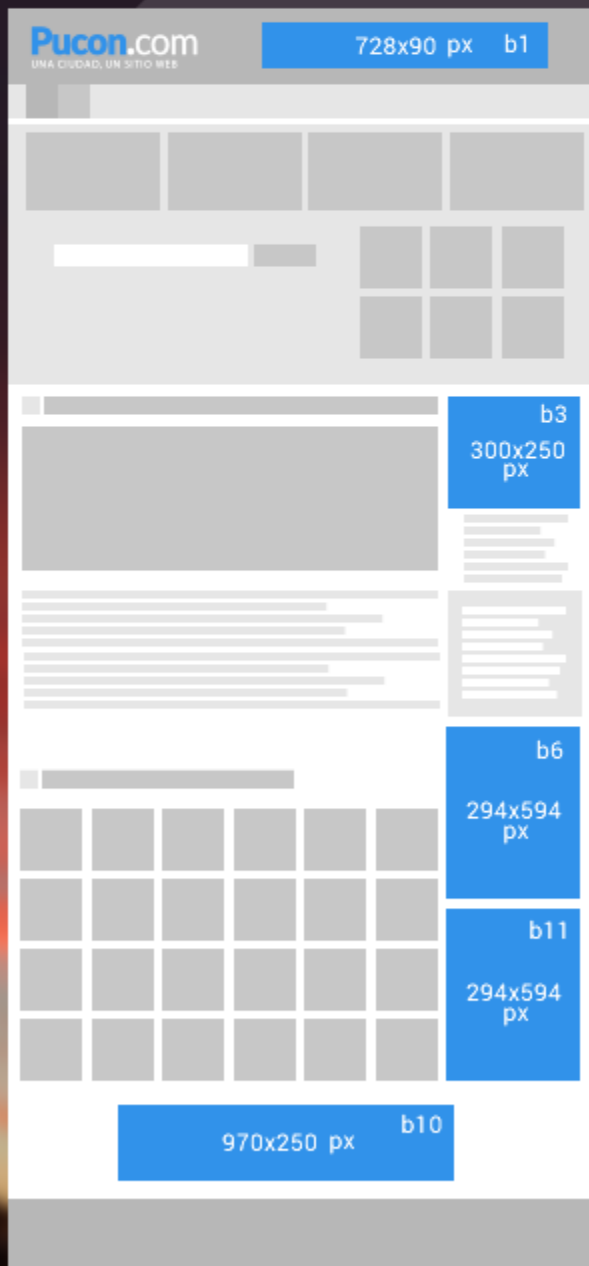 Pucon.com
UNA CIUDAD, UN SITIO WEB
728x90 px b1
b3
300x250
px
b6
294x594
px
b11
294x594
px
b10
970x250 px